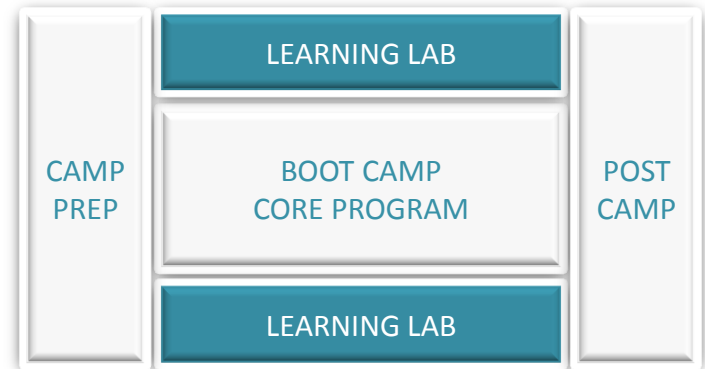 LEARNING LAB
CAMP
PREP
BOOT CAMP
CORE PROGRAM
POST
CAMP
LEARNING LAB